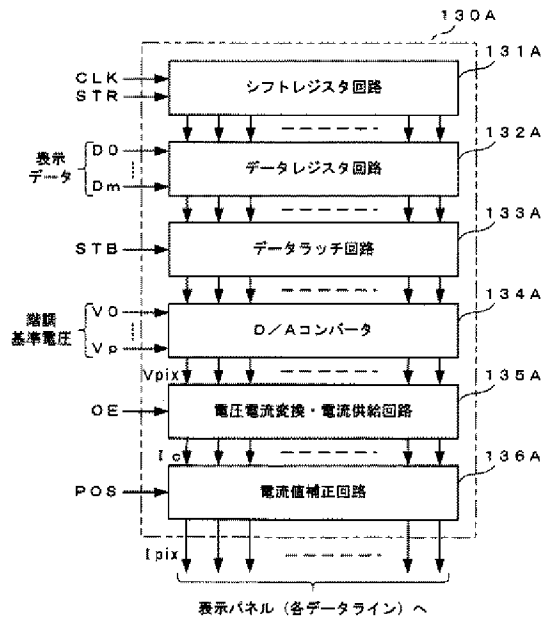 130A
131A
CLK
STR
シフトレジスタ回路
132A
表示
データ
D0
Dm
データレジスタ回路
133A
STB
データラッチ回路
134A
階調
基準電圧
V0
Vp
D/Aコンバータ
Vpix
135A
OE
電圧電流変換・電流供給回路
Ic
136A
POS
電流値補正回路
Ipix
表示パネル(各データライン)へ